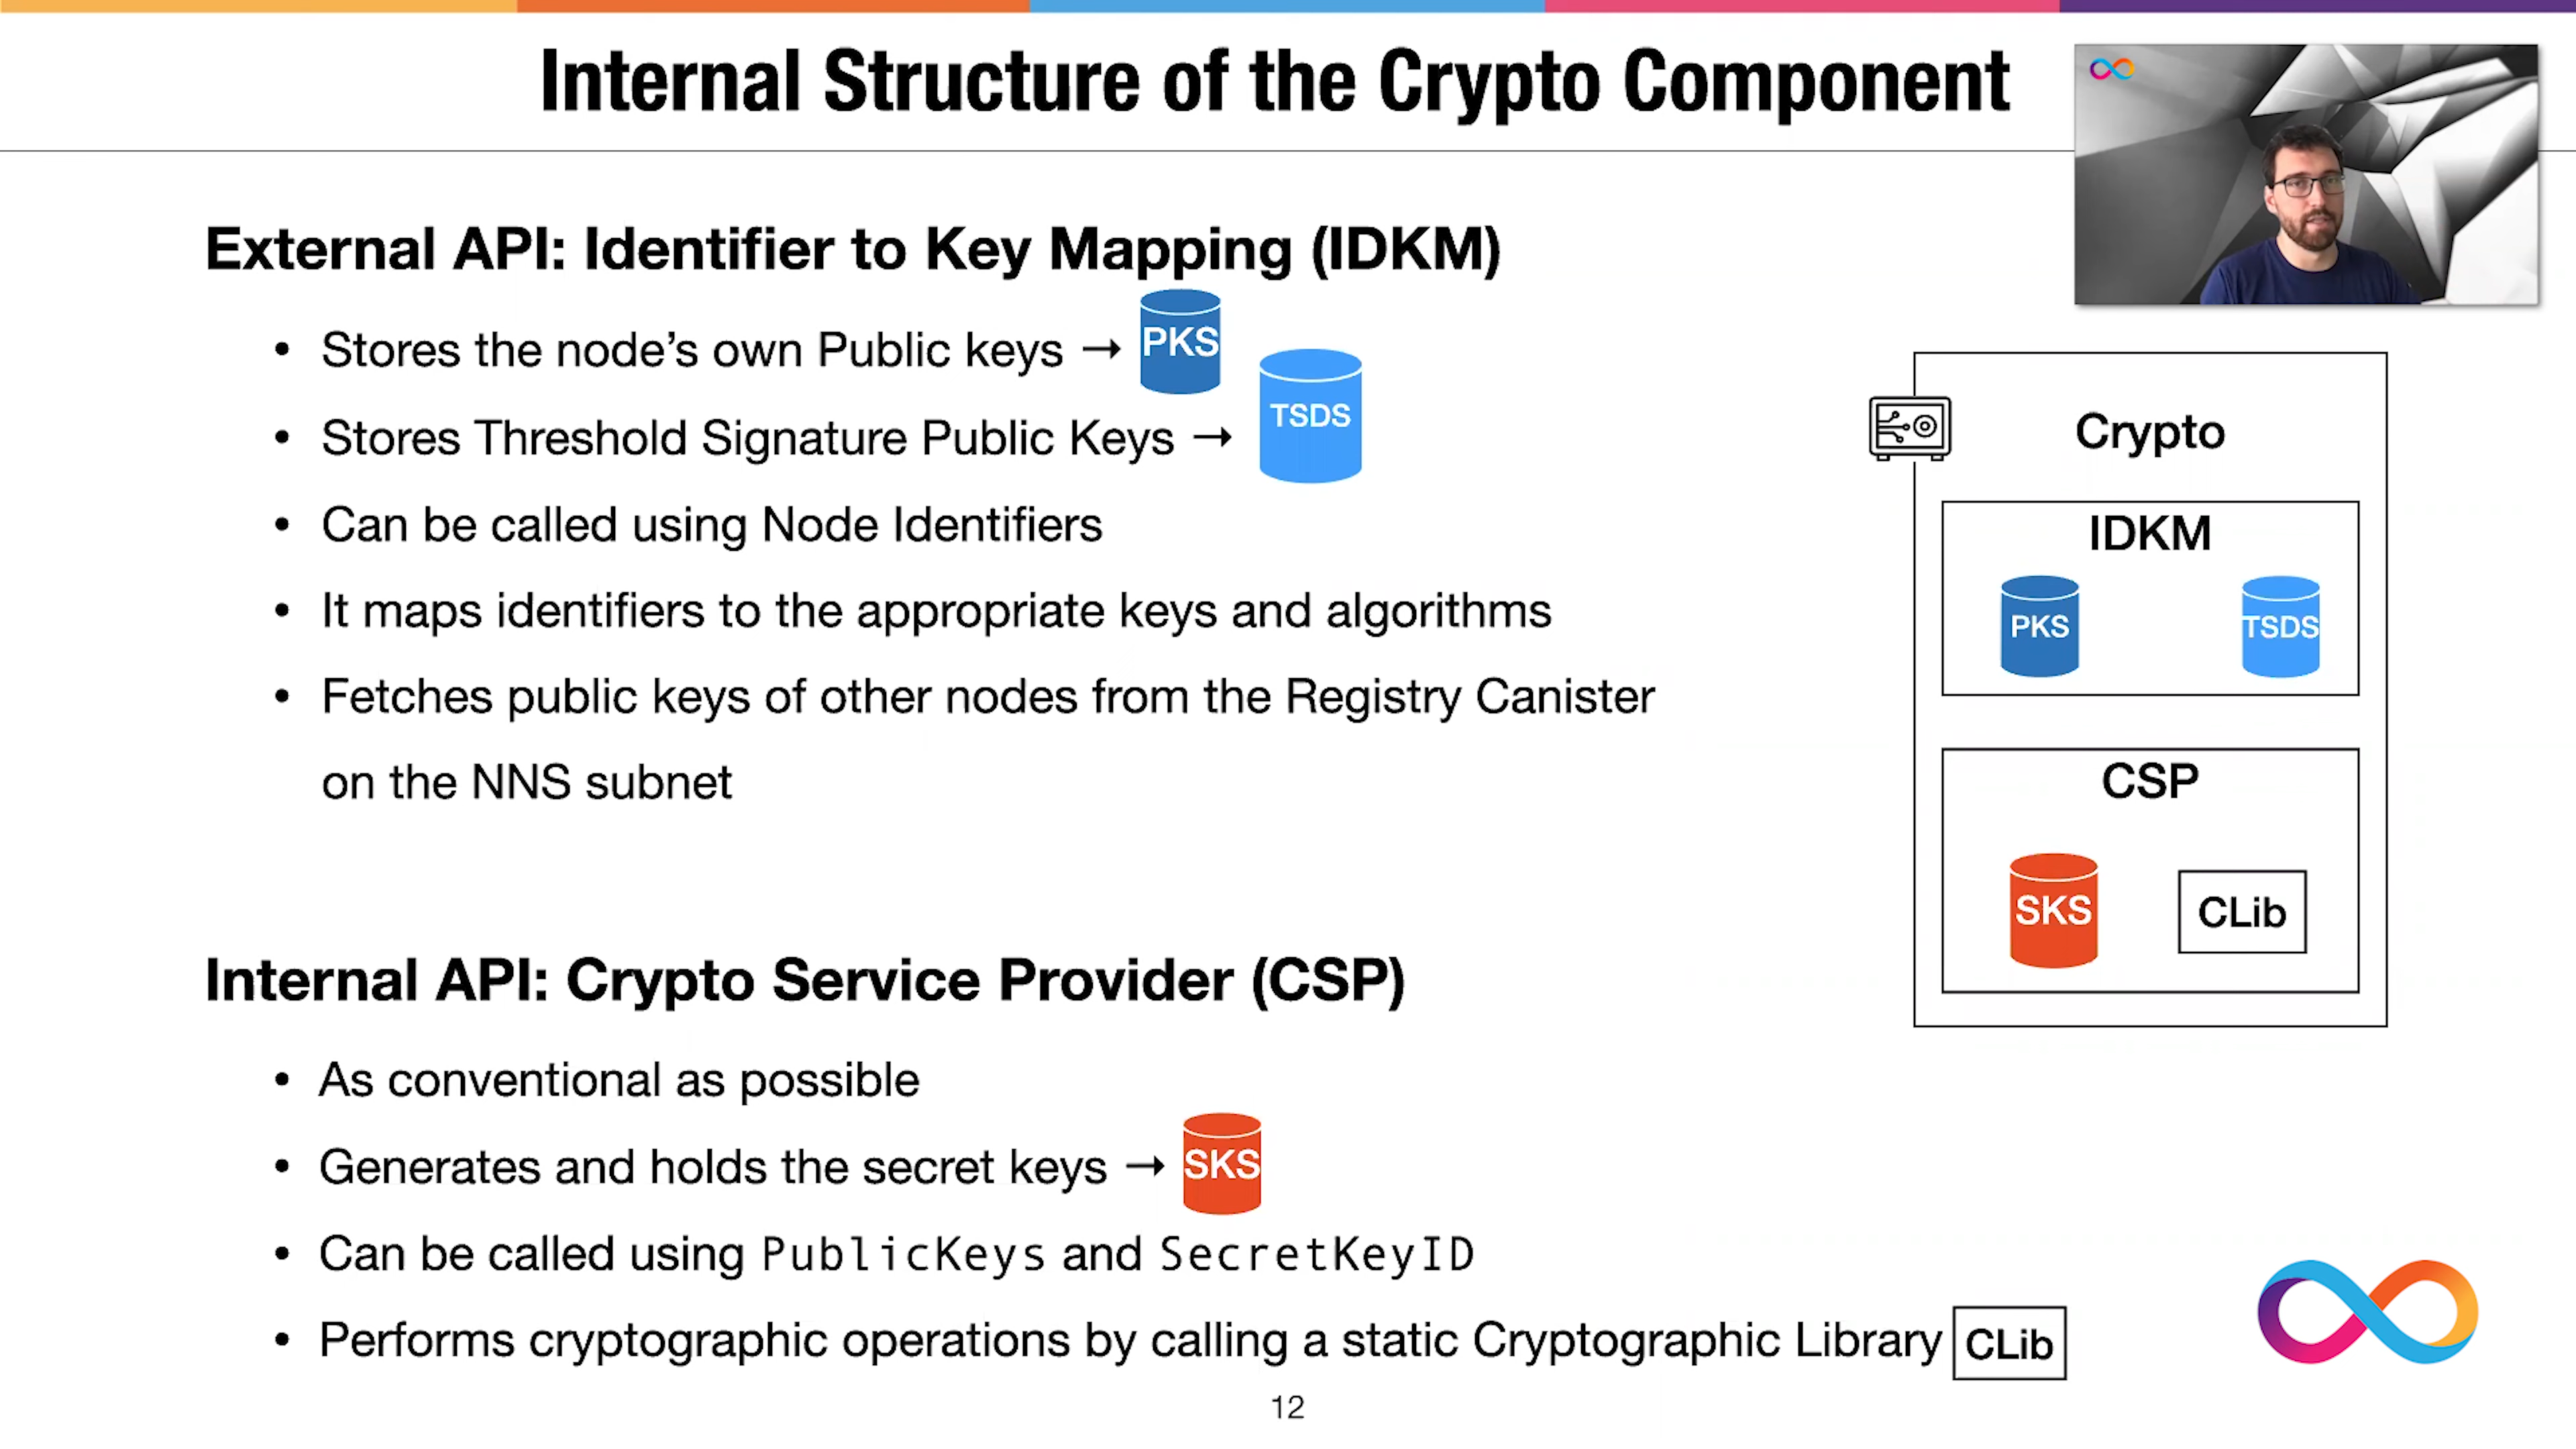 Internal Structure of the Crypto Component
External API: Identifier to Key Mapping (IDKM)
• Stores the node’s own Public keys → PKS
• Stores Threshold Signature Public Keys → TSDS
• Can be called using Node Identifiers
• It maps identifiers to the appropriate keys and algorithms
• Fetches public keys of other nodes from the Registry Canister
on the NNS subnet
Internal API: Crypto Service Provider (CSP)
• As conventional as possible
• Generates and holds the secret keys → SKS
• Can be called using PublicKeys and SecretKeyID
• Performs cryptographic operations by calling a static Cryptographic Library CLib
Crypto
IDKM
PKS TSDS
CSP
SKS CLib
12